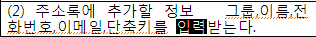 (2) 주소록에 추가할 정보 그룹,이름,전
화번호,이메일,단축키를 입력받는다.